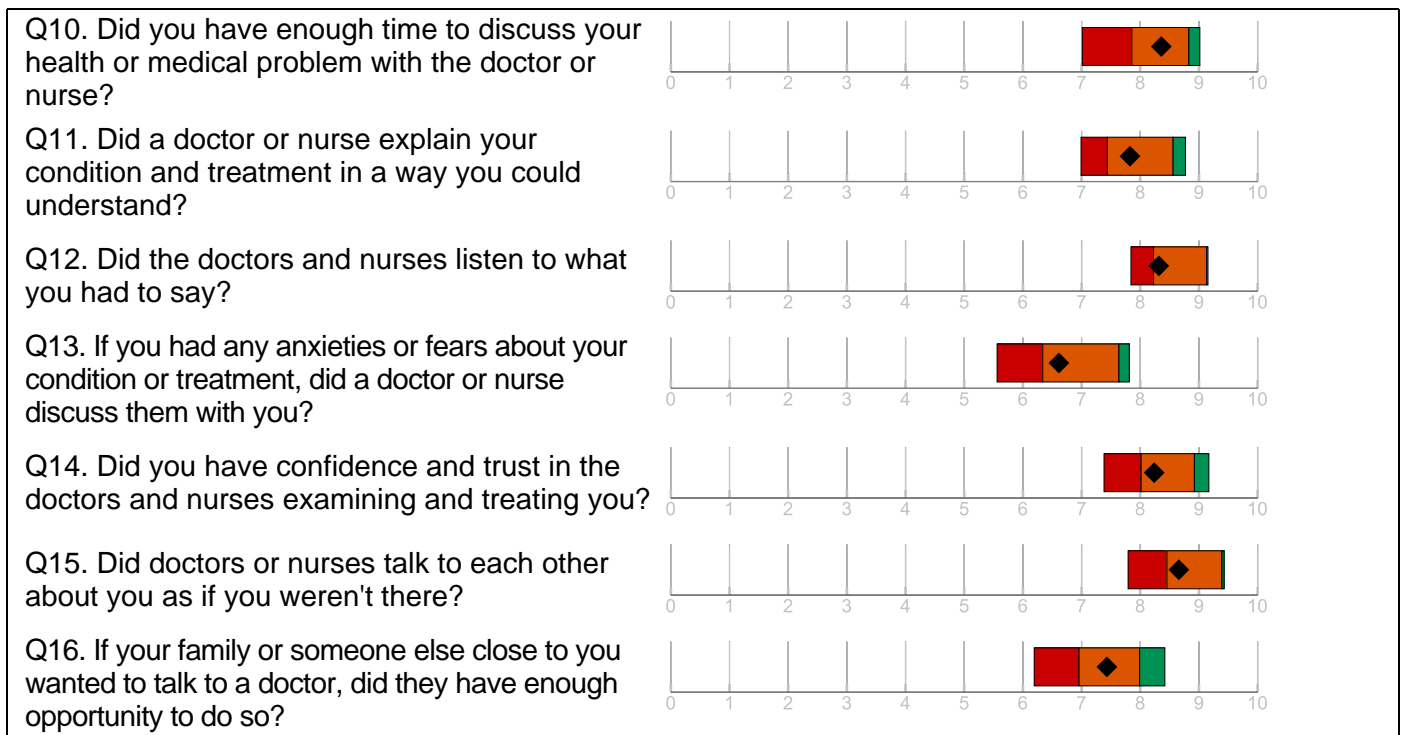 Q10. Did you have enough time to discuss your
health or medical problem with the doctor or
nurse?
0 1 2 3 4 5 6 7 8 9 10
Q11. Did a doctor or nurse explain your
condition and treatment in a way you could
understand?
0 1 2 3 4 5 6 7 8 9 10
Q12. Did the doctors and nurses listen to what
you had to say?
0 1 2 3 4 5 6 7 8 9 10
Q13. If you had any anxieties or fears about your
condition or treatment, did a doctor or nurse
discuss them with you?
0 1 2 3 4 5 6 7 8 9 10
Q14. Did you have confidence and trust in the
doctors and nurses examining and treating you?
0 1 2 3 4 5 6 7 8 9 10
Q15. Did doctors or nurses talk to each other
about you as if you weren't there?
0 1 2 3 4 5 6 7 8 9 10
Q16. If your family or someone else close to you
wanted to talk to a doctor, did they have enough
opportunity to do so?
0 1 2 3 4 5 6 7 8 9 10